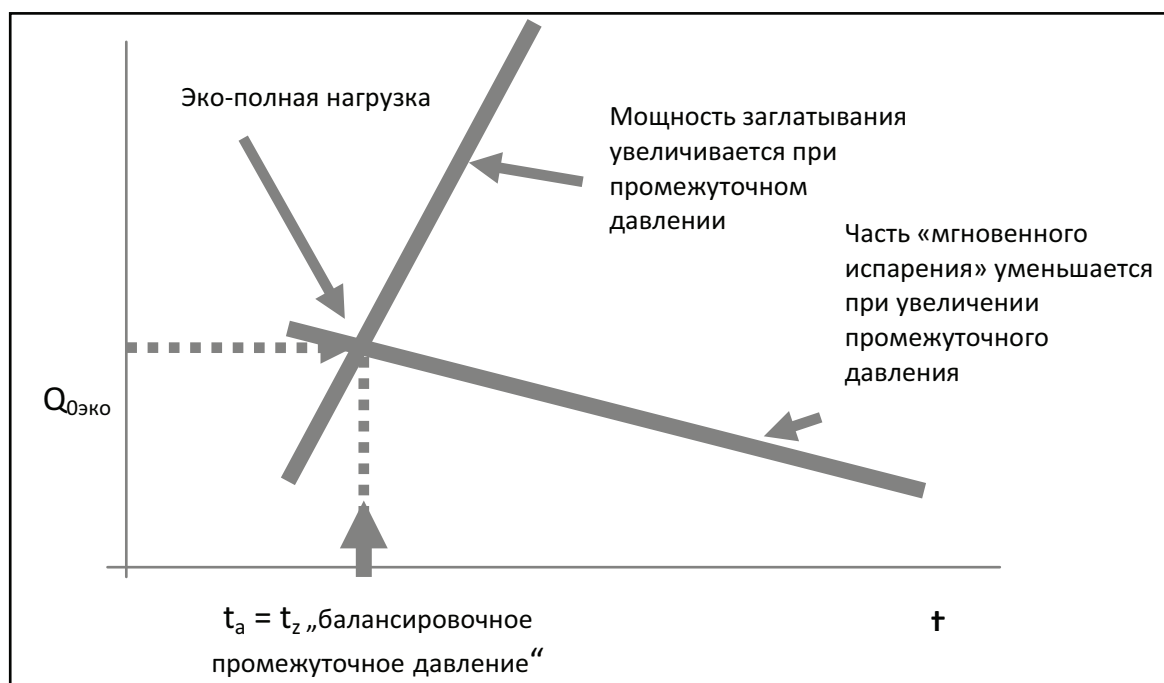 Эко-полная нагрузка
Мощность заглатывания
увеличивается при
промежуточном
давлении
Часть «мгновенного
испарения» уменьшается
при увеличении
промежуточного
давления
Q0эко
ta = tz „балансировочное
промежуточное давление“
t